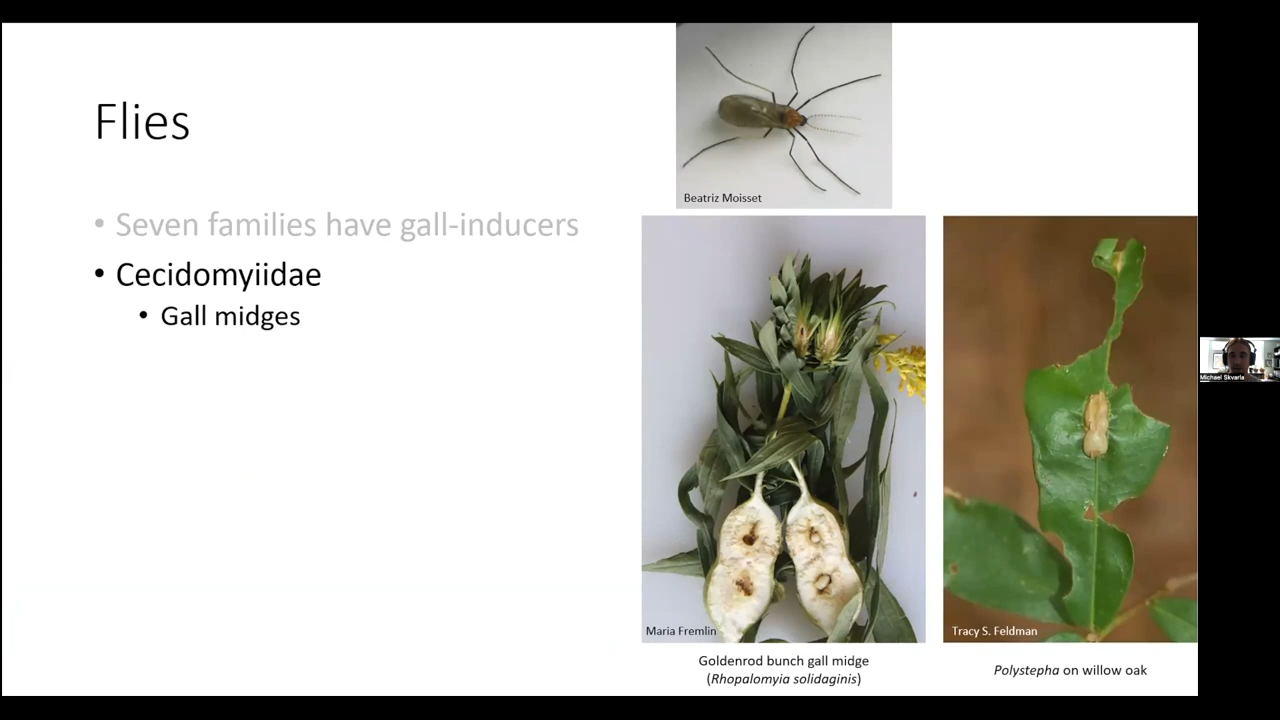 Flies
• Seven families have gall-inducers
• Cecidomyiidae
• Gall midges
Beatriz Moisset
Maria Fremlin
Tracy S. Feldman
Goldenrod bunch gall midge
(Rhopalomyia solidaginis)
Polystepha on willow oak
Michael Skvarla